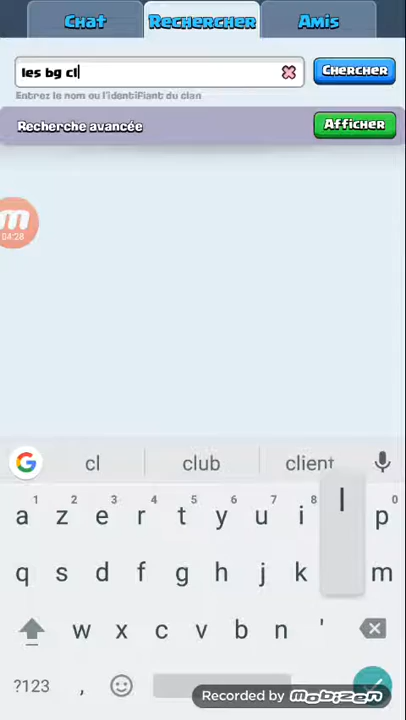 Chat Rechercher Amis
les bg cl Chercher
Entrez le nom ou l'identifiant du clan
Recherche avancée Afficher
04:28
cl club client
1 2 3 4 5 6 7 8 0
a z e r t y u i l p
q s d f g h j k m
w x c v b n '
?123 ,
Recorded by Mobizen